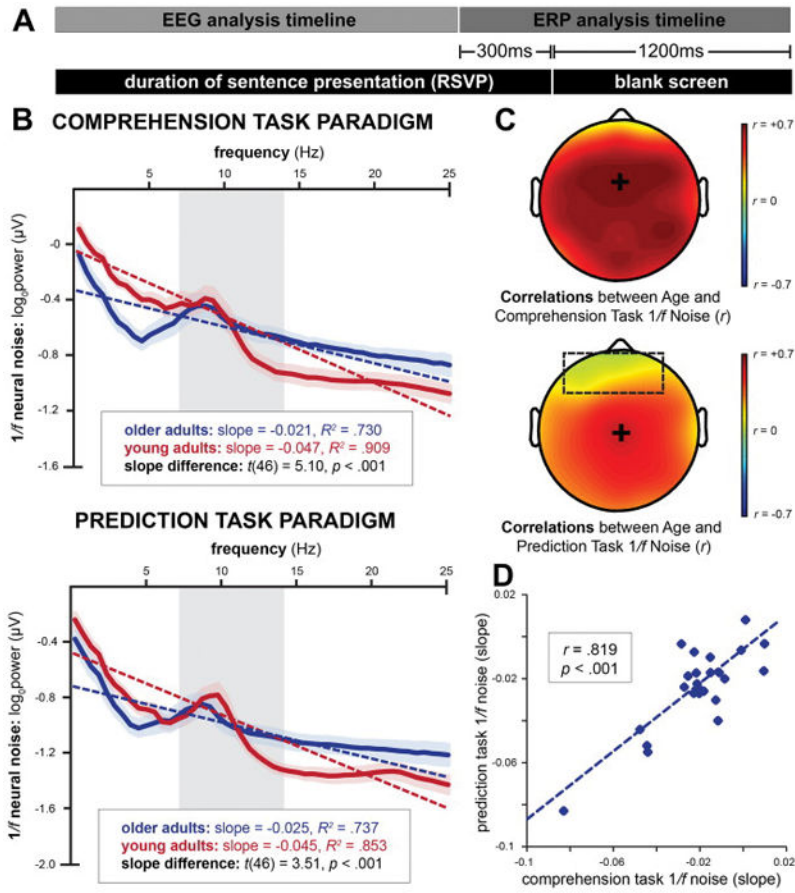 A
EEG analysis timeline
ERP analysis timeline
300ms
1200ms
duration of sentence presentation (RSVP)
blank screen
B
COMPREHENSION TASK PARADIGM
frequency (Hz)
5
10
15
20
25
-0
-0.4
-0.8
-1.2
-1.6
1/f neural noise: log₀power (µV)
older adults: slope = -0.021, R² = .730
young adults: slope = -0.047, R² = .909
slope difference: t(46) = 5.10, p < .001
PREDICTION TASK PARADIGM
frequency (Hz)
5
10
15
20
25
-0.4
-0.8
-1.2
-1.6
-2.0
1/f neural noise: log₀power (µV)
older adults: slope = -0.025, R² = .737
young adults: slope = -0.045, R² = .853
slope difference: t(46) = 3.51, p < .001
C
r = +0.7
r = 0
r = -0.7
Correlations between Age and
Comprehension Task 1/f Noise (r)
r = +0.7
r = 0
r = -0.7
Correlations between Age and
Prediction Task 1/f Noise (r)
D
0.02
-0.02
-0.06
-0.1
prediction task 1/f noise (slope)
r = .819
p < .001
-0.1
-0.06
-0.02
0.02
comprehension task 1/f noise (slope)